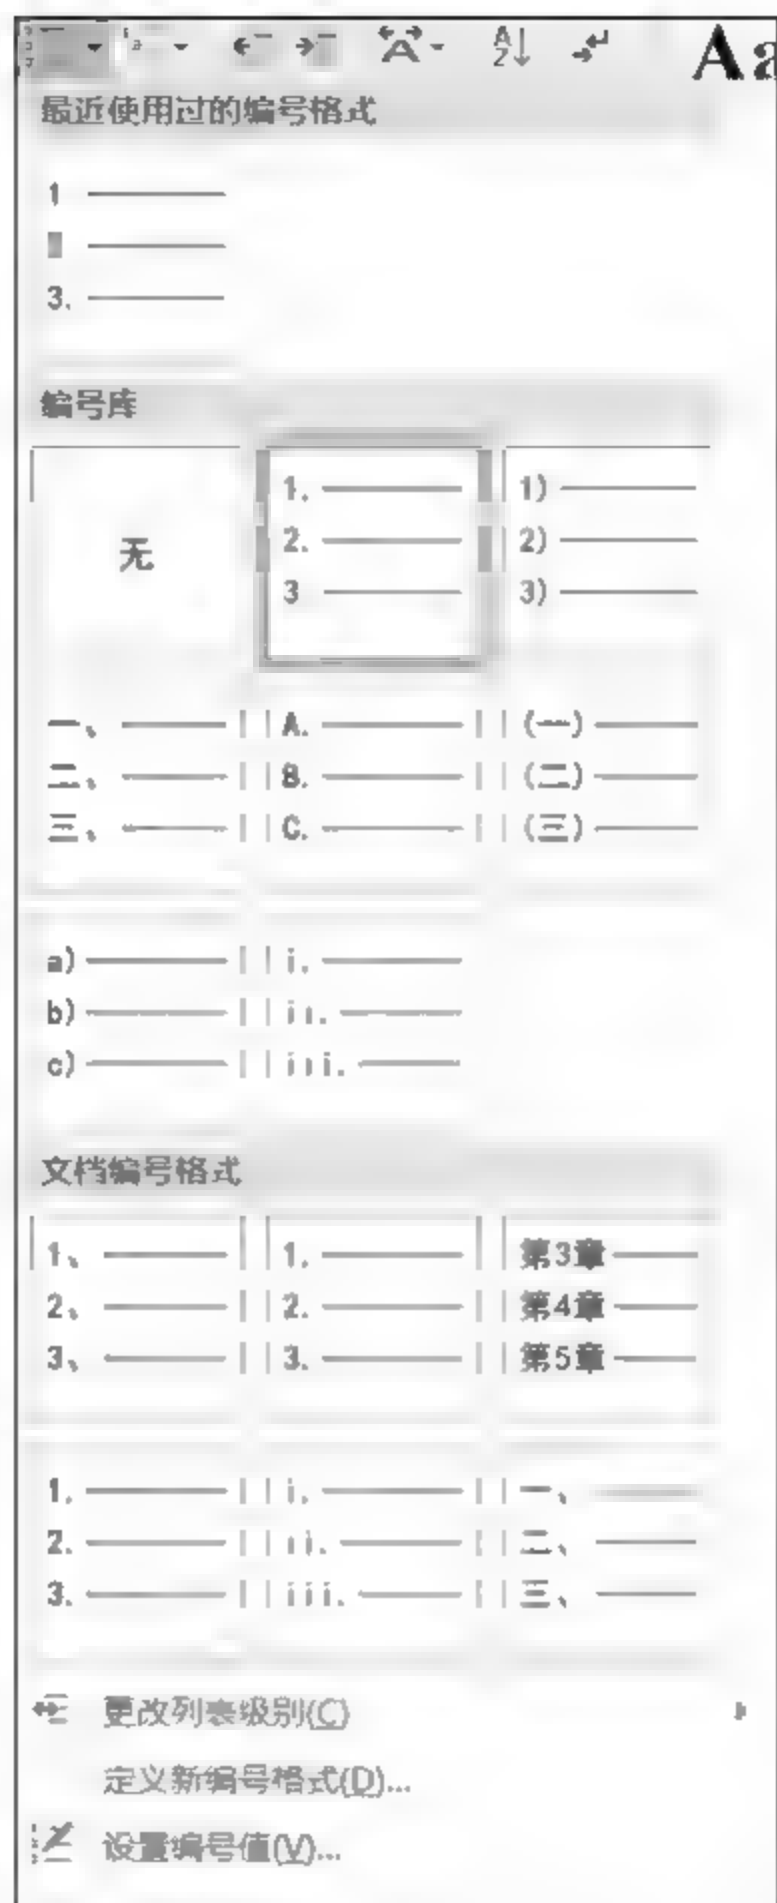 Aa
最近使用过的编号格式
1
3.
编号库
无
1.
2.
3
1)
2)
3)
一、
二、
三、
A.
B.
C.
(一)
(二)
(三)
a)
b)
c)
i.
ii.
iii.
文档编号格式
1、
2、
3、
1.
2.
3.
第3章
第4章
第5章
1.
2.
3.
i.
ii.
iii.
一、
二、
三、
更改列表级别(C)
定义新编号格式(D)...
设置编号值(V)...